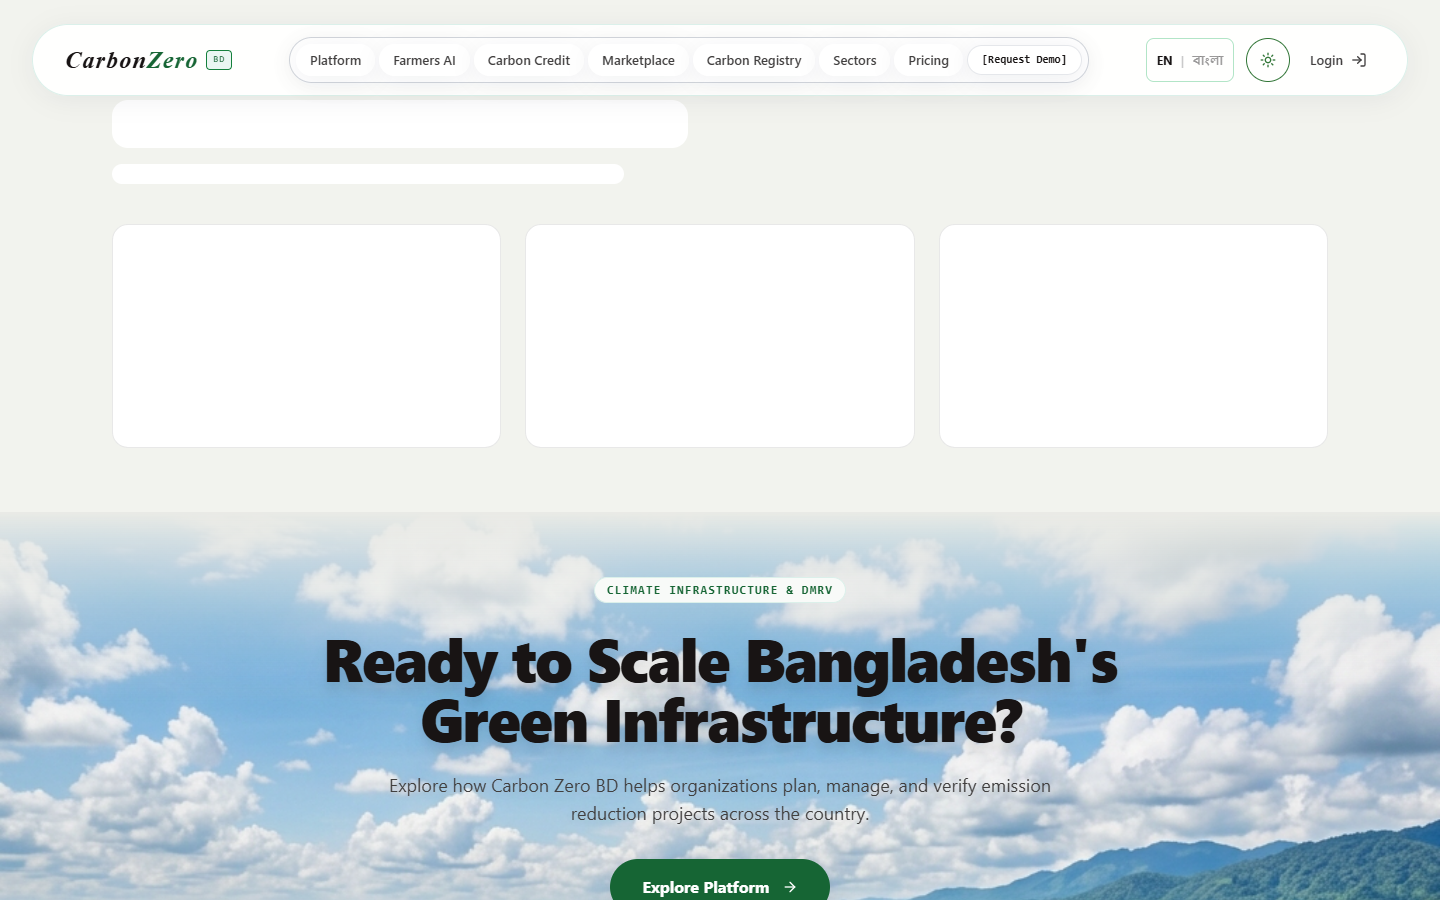 CarbonZero BD
Platform Farmers AI Carbon Credit Marketplace Carbon Registry Sectors Pricing [Request Demo]
EN | বাংলা
Login
CLIMATE INFRASTRUCTURE & DMRV
Ready to Scale Bangladesh's
Green Infrastructure?
Explore how Carbon Zero BD helps organizations plan, manage, and verify emission
reduction projects across the country.
Explore Platform